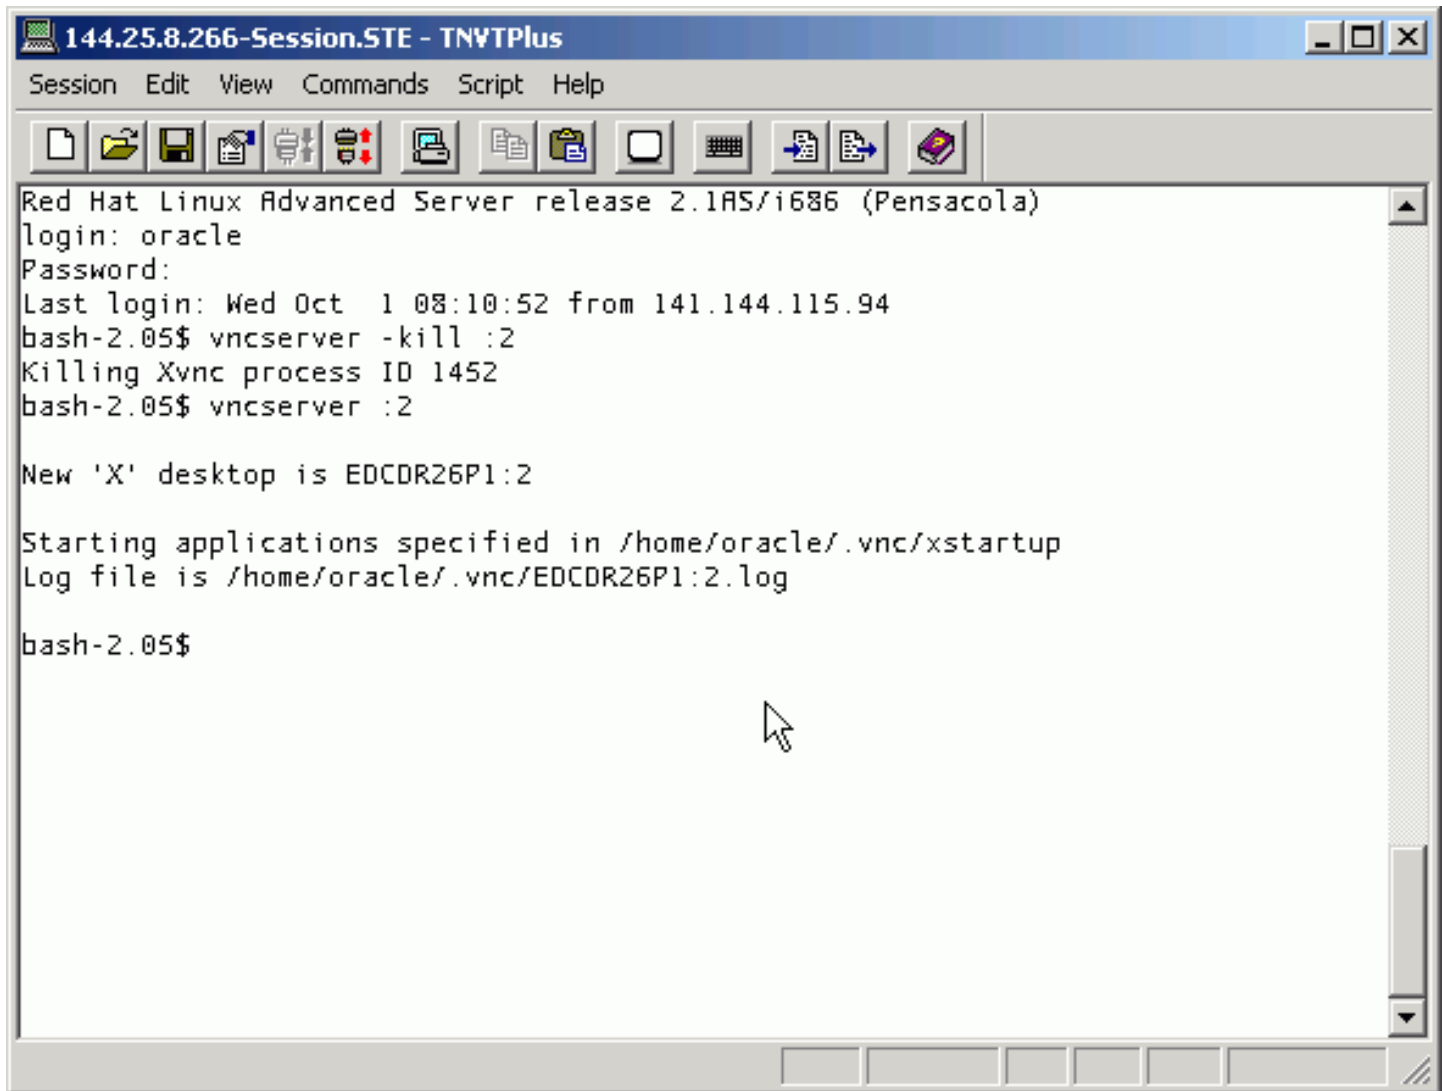 144.25.8.266-Session.STE - TNVTPlus
Session Edit View Commands Script Help
Red Hat Linux Advanced Server release 2.1AS/i686 (Pensacola)
login: oracle
Password:
Last login: Wed Oct  1 08:10:52 from 141.144.115.94
bash-2.05$ vncserver -kill :2
Killing Xvnc process ID 1452
bash-2.05$ vncserver :2
New 'X' desktop is EDCDR26P1:2
Starting applications specified in /home/oracle/.vnc/xstartup
Log file is /home/oracle/.vnc/EDCDR26P1:2.log
bash-2.05$